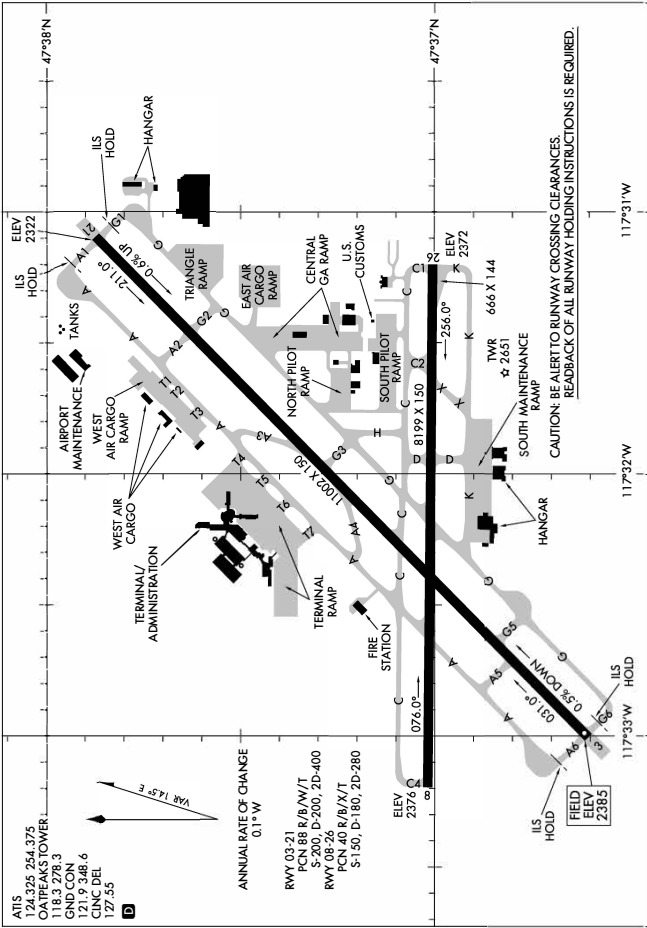 ATIS
124.325 254.375
OATPEAKS TOWER
118.3 278.3
GND CON
121.9 348.6
CLNC DEL
127.55
D
VAR 14.5° E
ANNUAL RATE OF CHANGE
0.1° W
RWY 03-21
PCN 88 R/B/W/T
S-200, D-200, 2D-400
RWY 08-26
PCN 40 R/B/X/T
S-150, D-180, 2D-280
47°38'N
47°37'N
117°31'W
117°32'W
117°33'W
AIRPORT
MAINTENANCE
TANKS
WEST
AIR CARGO
RAMP
WEST AIR
CARGO
TERMINAL/
ADMINISTRATION
TERMINAL
RAMP
FIRE
STATION
T1
T2
T3
T4
T5
T6
T7
ILS
HOLD
ELEV
2322
ILS
HOLD
HANGAR
21
A1
G1
A
G
211.0°
0.6% UP
A
A2
G2
G
TRIANGLE
RAMP
EAST AIR
CARGO
RAMP
CENTRAL
GA RAMP
U.S.
CUSTOMS
NORTH PILOT
RAMP
SOUTH PILOT
RAMP
A
A3
G3
H
11002 X 150
G
A4
A
C
C
C
C
C
C1
C2
C4
D
D
8199 X 150
256.0°
076.0°
26
8
ELEV
2372
666 X 144
ELEV
2376
K
K
K
X
X
TWR
2651
SOUTH MAINTENANCE
RAMP
HANGAR
G
A
A5
G5
A
G
031.0°
0.5% DOWN
A6
G6
3
ILS
HOLD
ILS
HOLD
FIELD
ELEV
2385
CAUTION: BE ALERT TO RUNWAY CROSSING CLEARANCES.
READBACK OF ALL RUNWAY HOLDING INSTRUCTIONS IS REQUIRED.